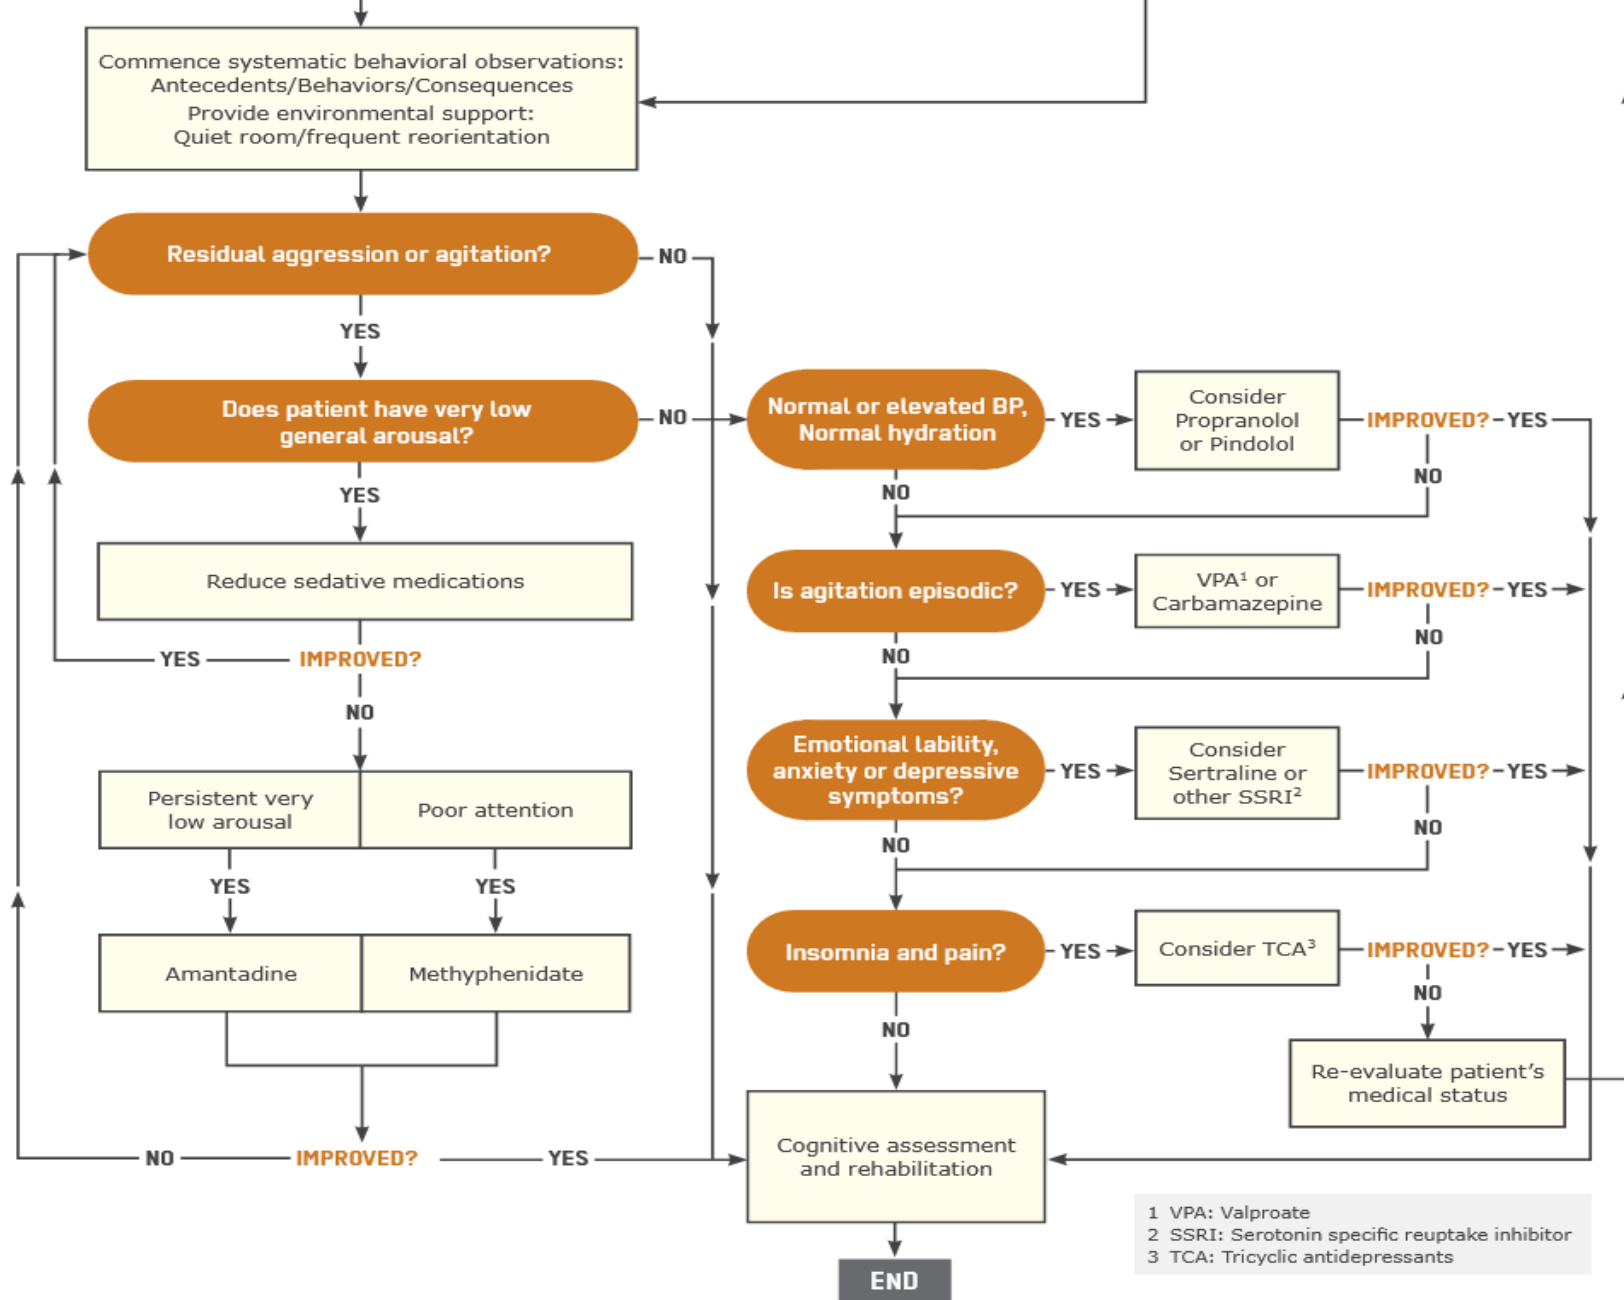 Commence systematic behavioral observations:
Antecedents/Behaviors/Consequences
Provide environmental support:
Quiet room/frequent reorientation
Residual aggression or agitation?
NO
YES
Does patient have very low
general arousal?
NO
YES
Reduce sedative medications
YES
IMPROVED?
NO
Persistent very
low arousal
Poor attention
YES
YES
Amantadine
Methyphenidate
NO
IMPROVED?
YES
Normal or elevated BP,
Normal hydration
YES
Consider
Propranolol
or Pindolol
IMPROVED?
YES
NO
NO
Is agitation episodic?
YES
VPA¹ or
Carbamazepine
IMPROVED?
YES
NO
NO
Emotional lability,
anxiety or depressive
symptoms?
YES
Consider
Sertraline or
other SSRI²
IMPROVED?
YES
NO
NO
Insomnia and pain?
YES
Consider TCA³
IMPROVED?
YES
NO
NO
Re-evaluate patient’s
medical status
Cognitive assessment
and rehabilitation
END
1 VPA: Valproate
2 SSRI: Serotonin specific reuptake inhibitor
3 TCA: Tricyclic antidepressants